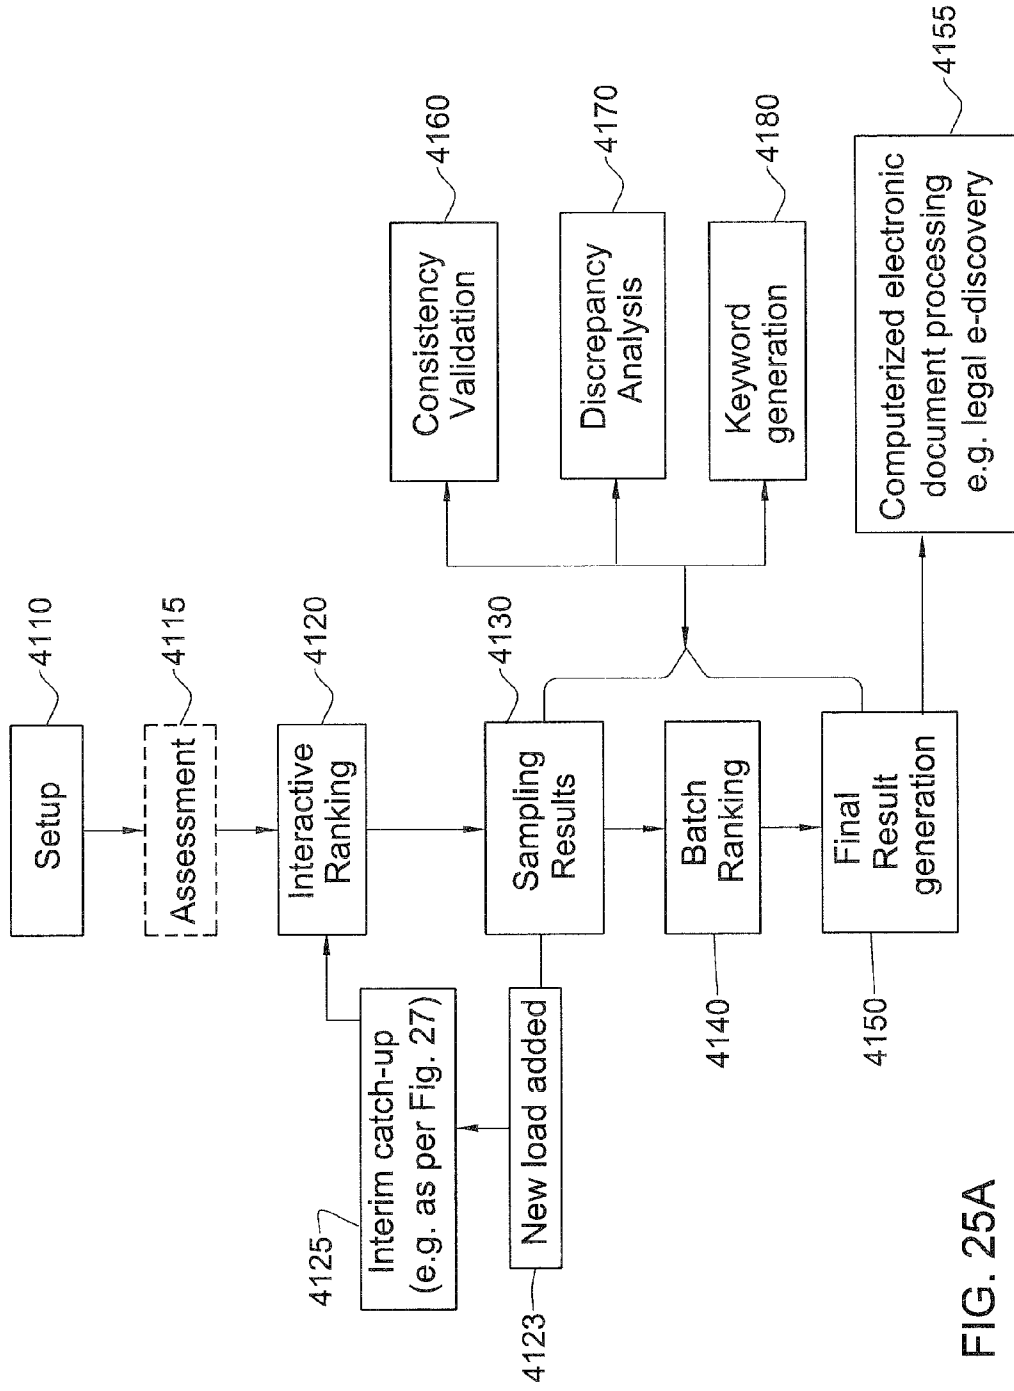 Setup
4110
Assessment
4115
Interactive
Ranking
4120
Interim catch-up
(e.g. as per Fig. 27)
4125
New load added
4123
Sampling
Results
4130
Batch
Ranking
4140
Final
Result
generation
4150
Consistency
Validation
4160
Discrepancy
Analysis
4170
Keyword
generation
4180
Computerized electronic
document processing
e.g. legal e-discovery
4155
FIG. 25A